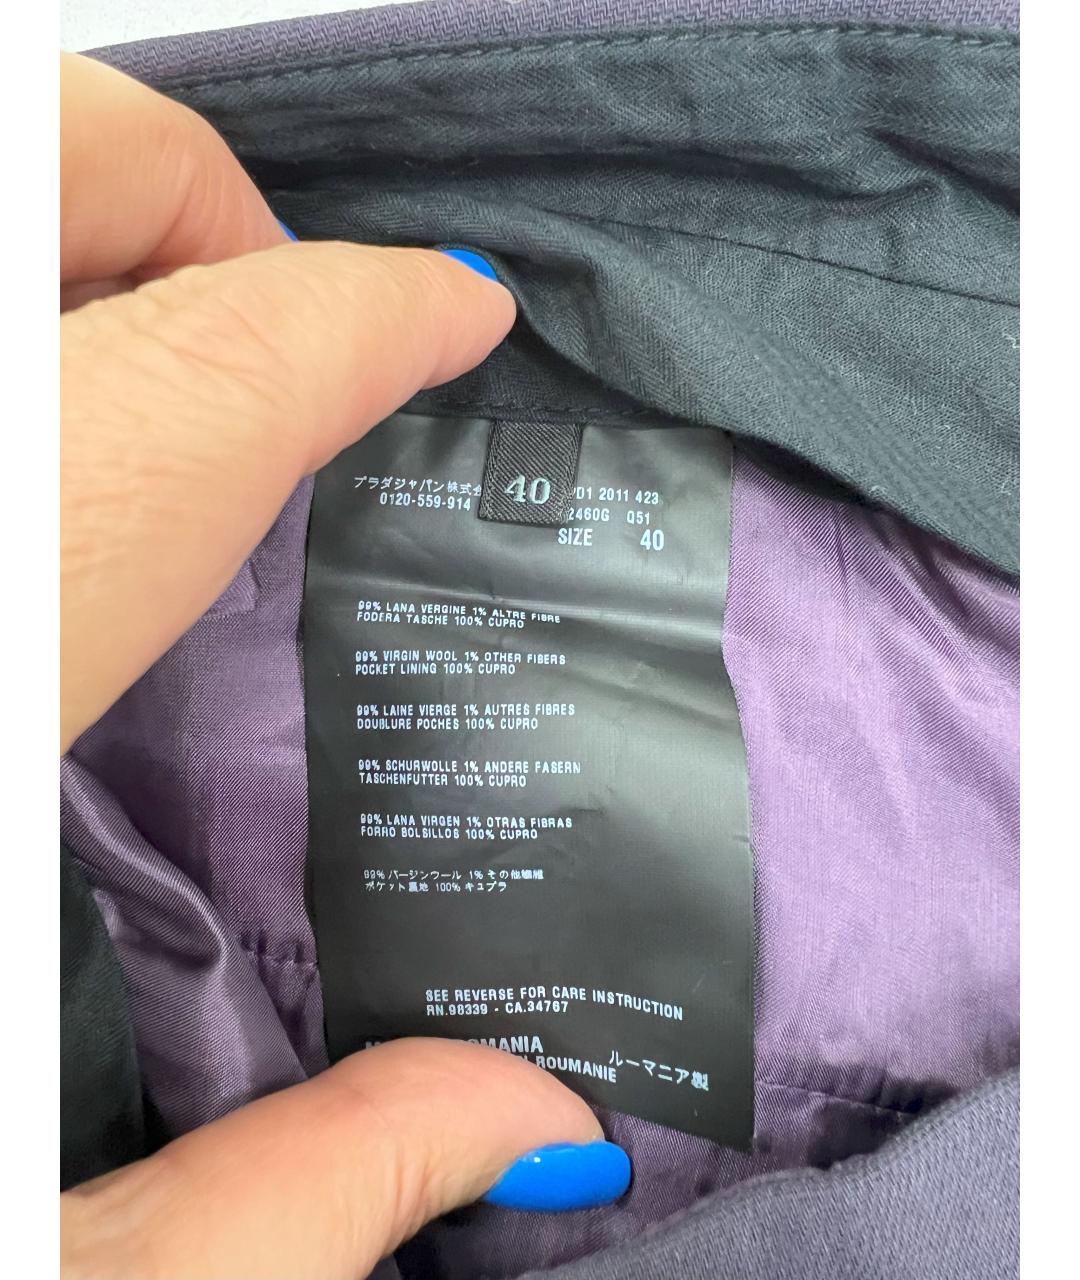 プラダジャパン株式会
0120-559-914
40
PD1 2011 423
2460G Q51
SIZE 40
99% LANA VERGINE 1% ALTRE FIBRE
FODERA TASCHE 100% CUPRO
99% VIRGIN WOOL 1% OTHER FIBERS
POCKET LINING 100% CUPRO
99% LAINE VIERGE 1% AUTRES FIBRES
DOUBLURE POCHES 100% CUPRO
99% SCHURWOLLE 1% ANDERE FASERN
TASCHENFUTTER 100% CUPRO
99% LANA VIRGEN 1% OTRAS FIBRAS
FORRO BOLSILLOS 100% CUPRO
99% バージンウール 1% その他繊維
ポケット裏地 100% キュプラ
SEE REVERSE FOR CARE INSTRUCTION
RN.98339 - CA.34767
ROMANIA
ROUMANIE
ルーマニア製